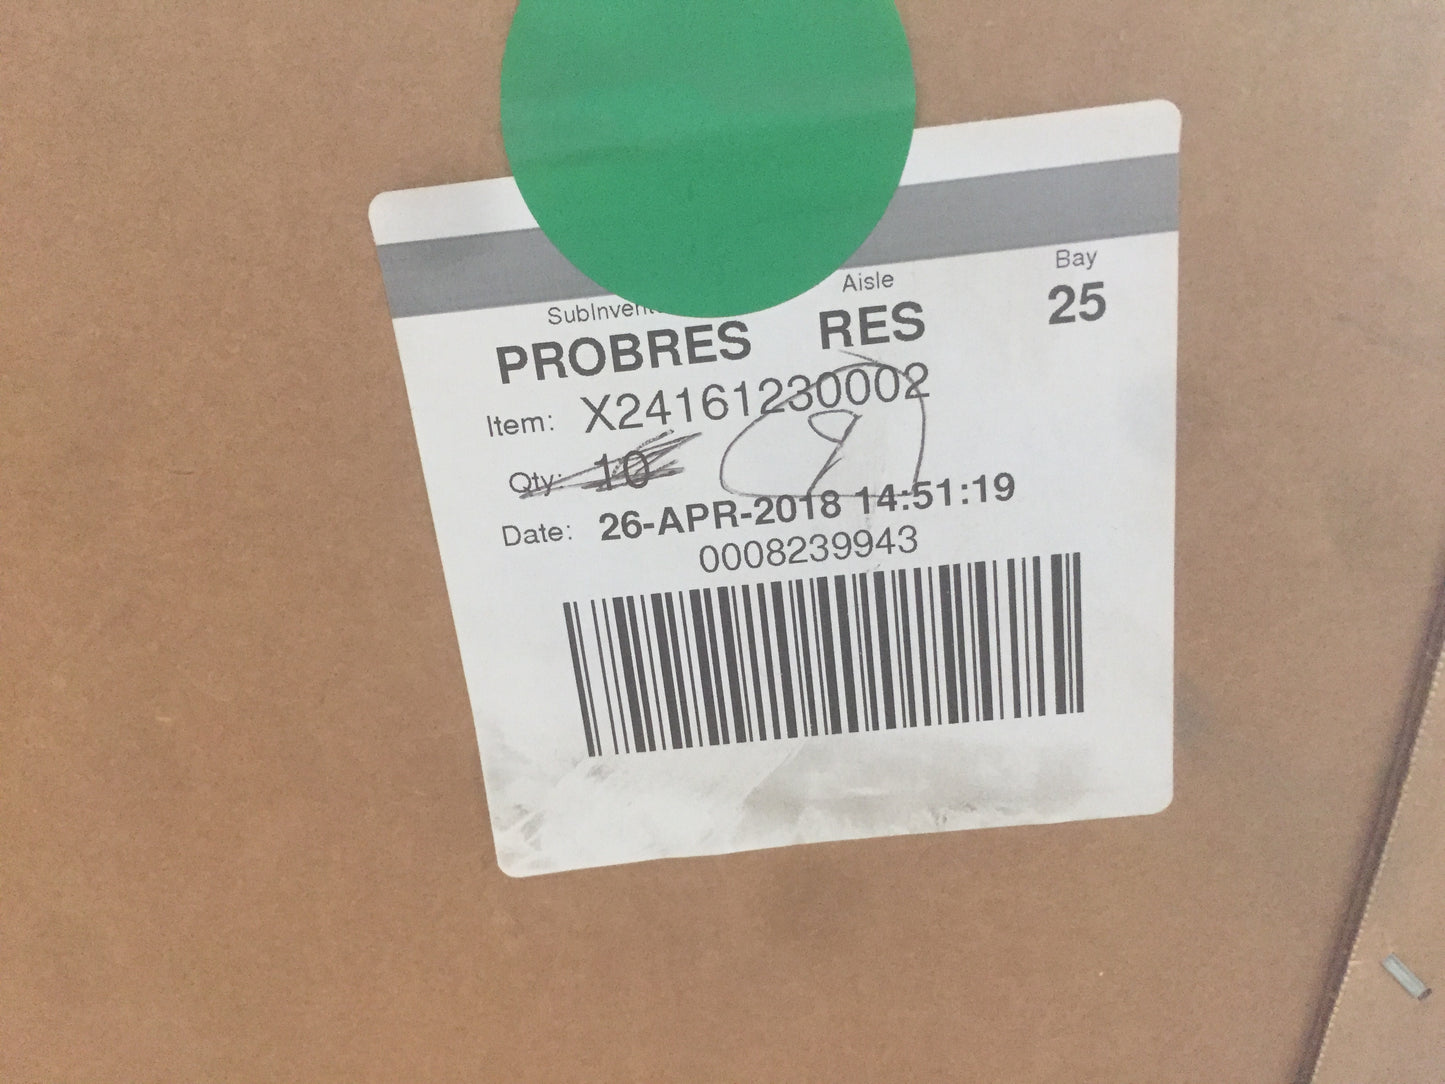 SubInvent Aisle Bay
PROBRES RES 25
Item: X24161230002
Qty: 10 9
Date: 26-APR-2018 14:51:19
0008239943